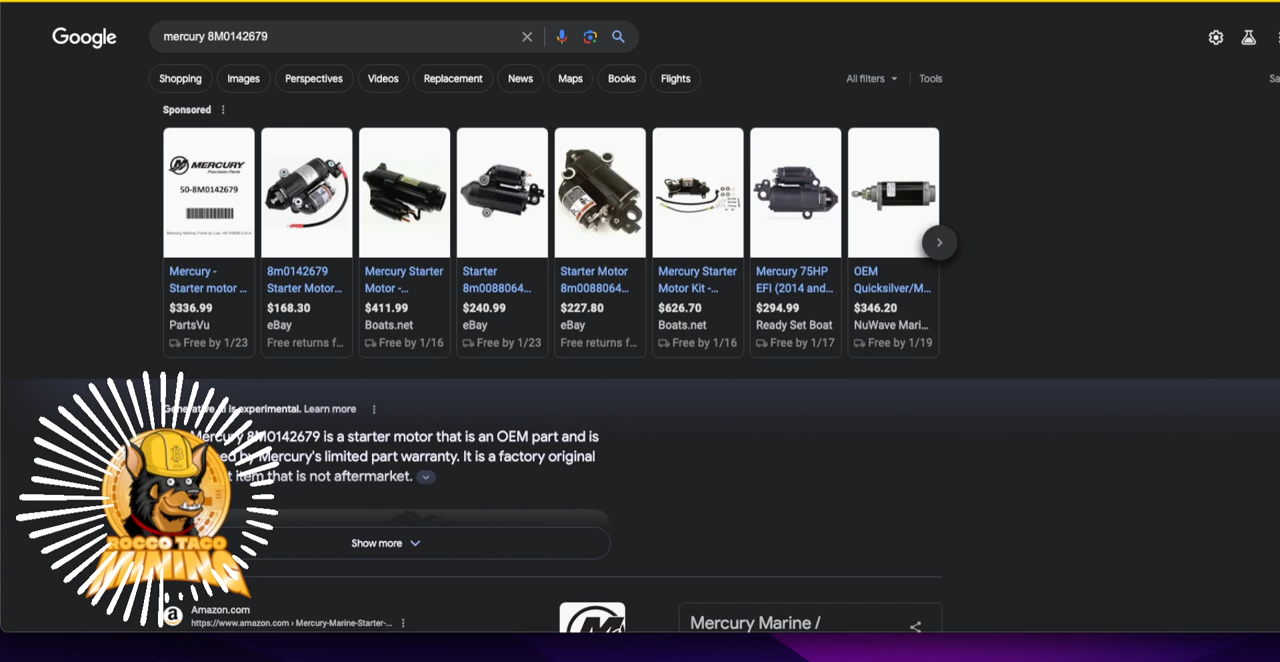 Google
mercury 8M0142679
Shopping
Images
Perspectives
Videos
Replacement
News
Maps
Books
Flights
All filters
Tools
Sponsored
MERCURY
Precision Parts
50-8M0142679
Mercury -
Starter motor ...
$336.99
PartsVu
Free by 1/23
8m0142679
Starter Motor...
$168.30
eBay
Free returns f...
Mercury Starter
Motor -...
$411.99
Boats.net
Free by 1/16
Starter
8m0088064...
$240.99
eBay
Free by 1/23
Starter Motor
8m0088064...
$227.80
eBay
Free returns f...
Mercury Starter
Motor Kit -...
$626.70
Boats.net
Free by 1/16
Mercury 75HP
EFI (2014 and...
$294.99
Ready Set Boat
Free by 1/17
OEM
Quicksilver/M...
$346.20
NuWave Mari...
Free by 1/19
Generative AI is experimental. Learn more
Mercury 8M0142679 is a starter motor that is an OEM part and is
by Mercury's limited part warranty. It is a factory original
item that is not aftermarket.
Show more
ROCCO TACO
MINING
Amazon.com
https://www.amazon.com › Mercury-Marine-Starter-...
Mercury Marine /